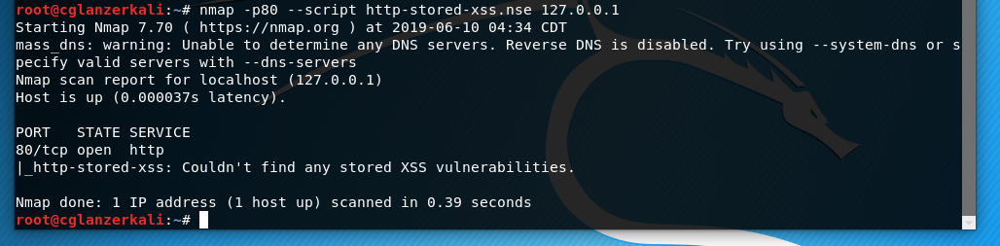 root@cglanzerkali:~# nmap -p80 --script http-stored-xss.nse 127.0.0.1
Starting Nmap 7.70 ( https://nmap.org ) at 2019-06-10 04:34 CDT
mass_dns: warning: Unable to determine any DNS servers. Reverse DNS is disabled. Try using --system-dns or s
pecify valid servers with --dns-servers
Nmap scan report for localhost (127.0.0.1)
Host is up (0.000037s latency).
PORT   STATE SERVICE
80/tcp open  http
|_http-stored-xss: Couldn't find any stored XSS vulnerabilities.
Nmap done: 1 IP address (1 host up) scanned in 0.39 seconds
root@cglanzerkali:~#